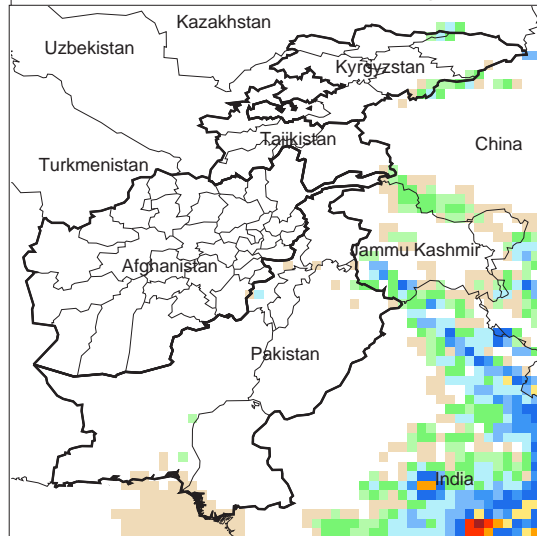 Kazakhstan
Uzbekistan
Kyrgyzstan
Tajikistan
China
Turkmenistan
Jammu Kashmir
Afghanistan
Pakistan
India